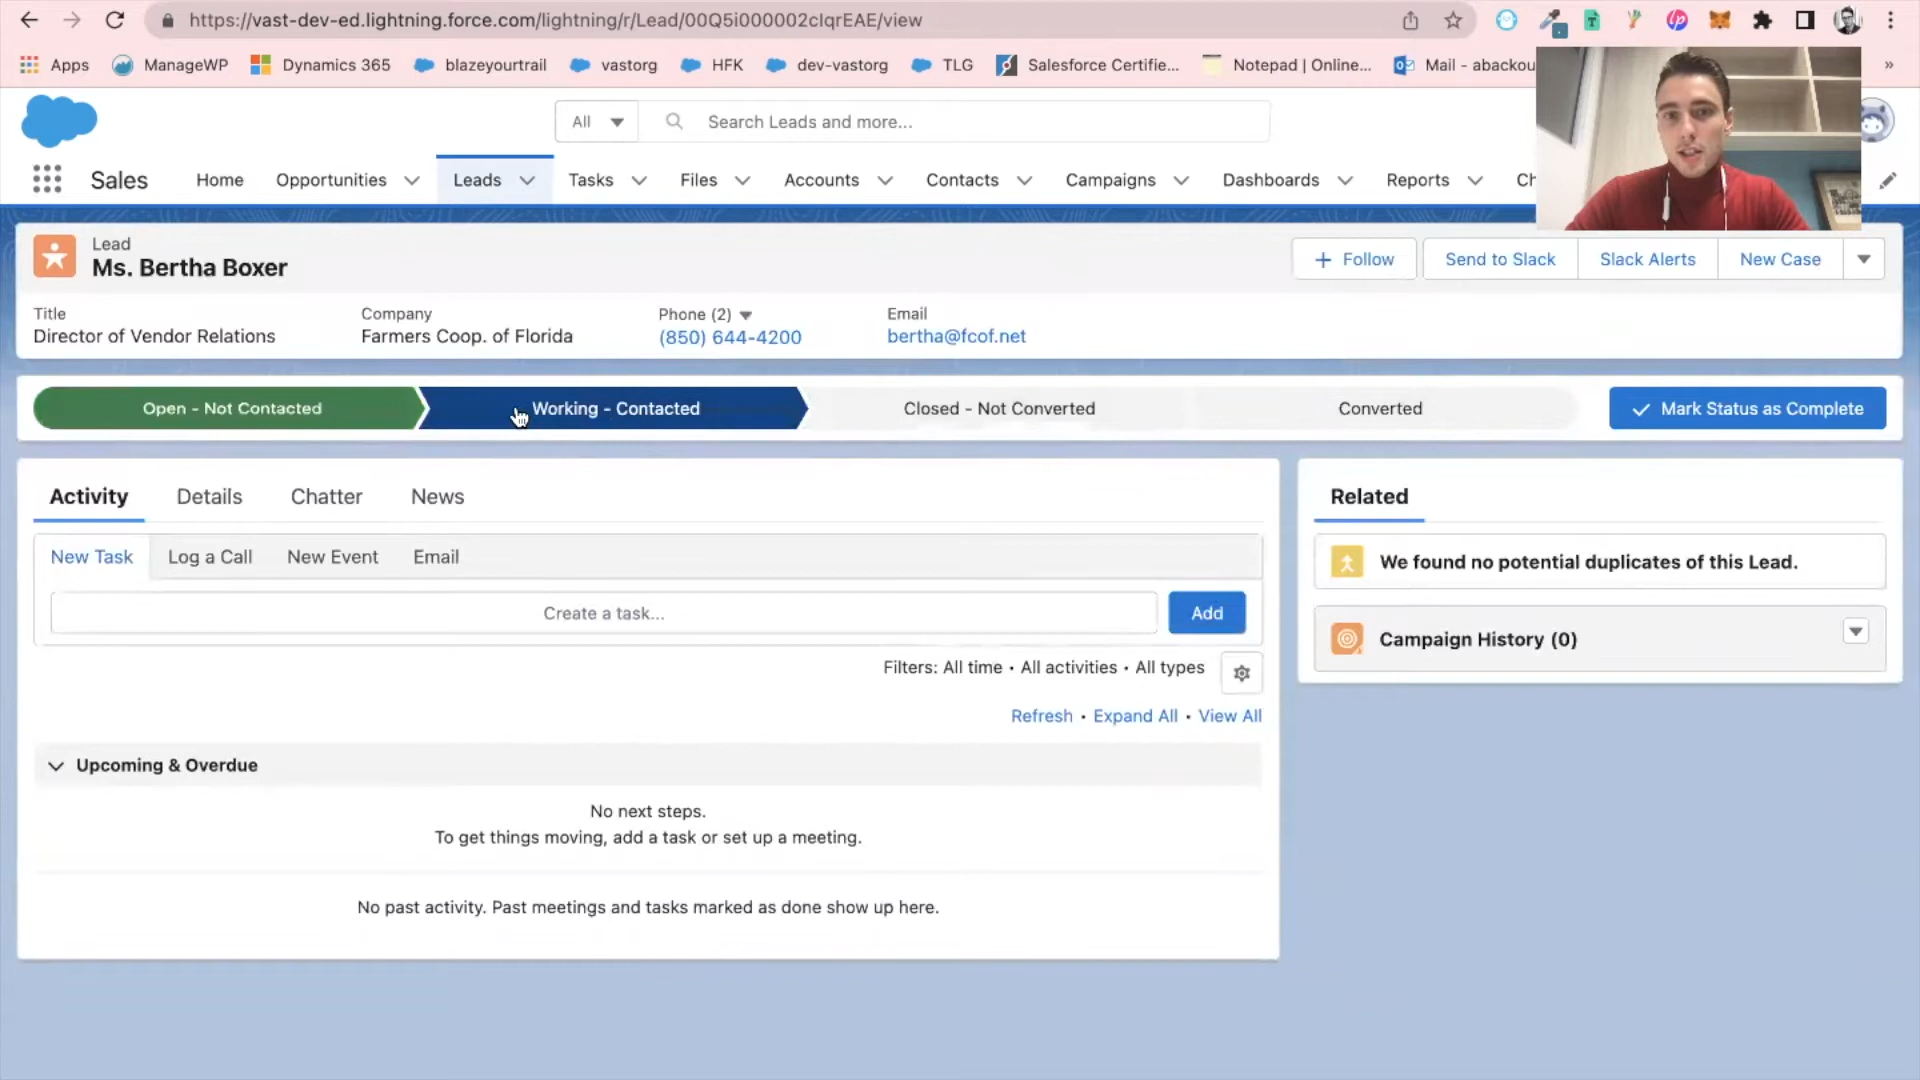 https://vast-dev-ed.lightning.force.com/lightning/r/Lead/00Q5i000002cIqrEAE/view
Apps ManageWP Dynamics 365 blazeyourtrail vastorg HFK dev-vastorg TLG Salesforce Certifie... Notepad | Online... Mail - abackou
All Search Leads and more...
Sales Home Opportunities Leads Tasks Files Accounts Contacts Campaigns Dashboards Reports Ch
Lead
Ms. Bertha Boxer
+ Follow Send to Slack Slack Alerts New Case
Title Company Phone (2) Email
Director of Vendor Relations Farmers Coop. of Florida (850) 644-4200 bertha@fcof.net
Open - Not Contacted Working - Contacted Closed - Not Converted Converted Mark Status as Complete
Activity Details Chatter News
New Task Log a Call New Event Email
Create a task... Add
Filters: All time • All activities • All types
Refresh • Expand All • View All
Upcoming & Overdue
No next steps.
To get things moving, add a task or set up a meeting.
No past activity. Past meetings and tasks marked as done show up here.
Related
We found no potential duplicates of this Lead.
Campaign History (0)